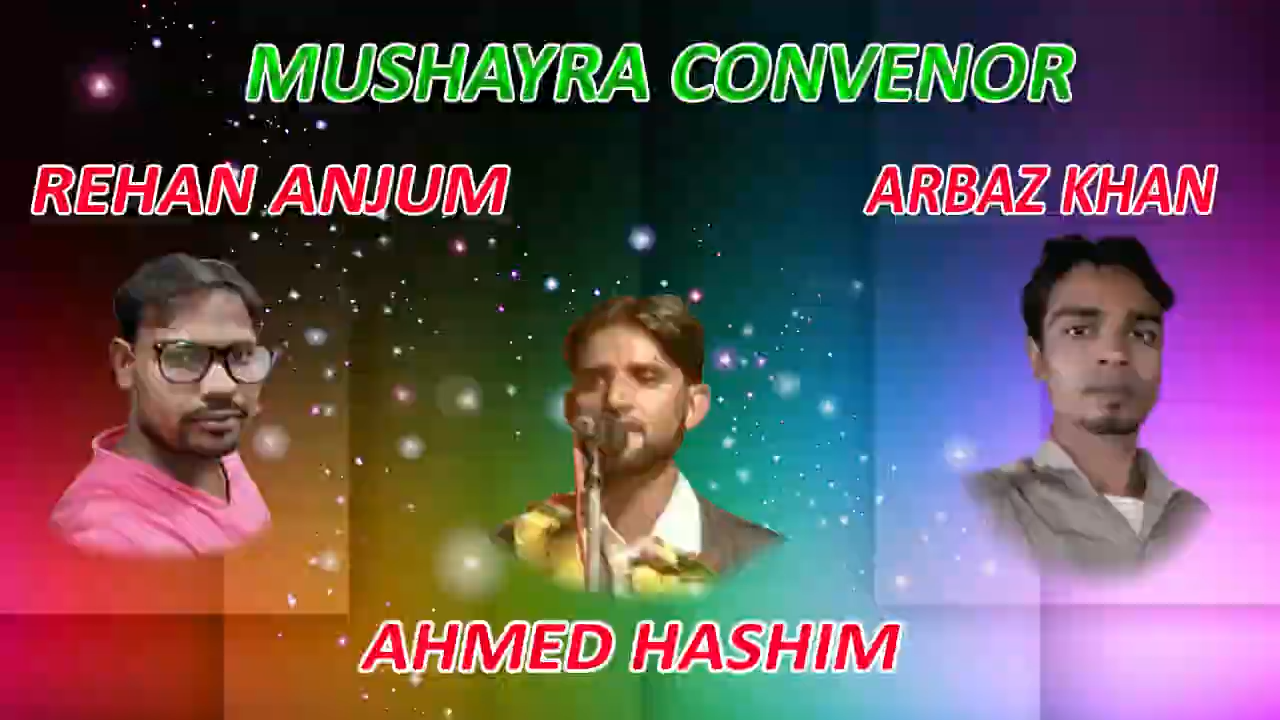 MUSHAYRA CONVENOR
REHAN ANJUM
ARBAZ KHAN
AHMED HASHIM